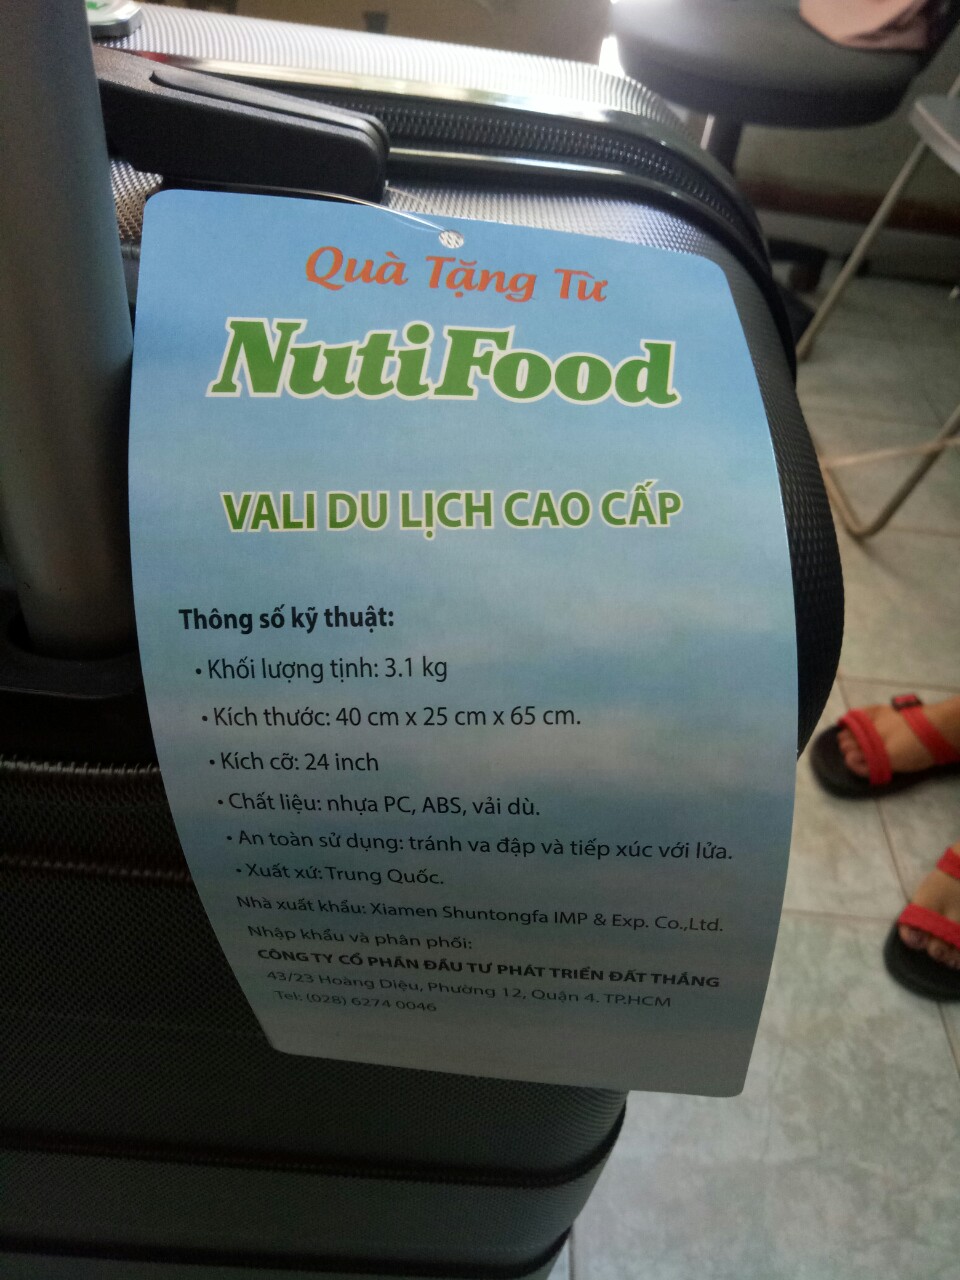 Quà Tặng Từ
NutiFood
VALI DU LỊCH CAO CẤP
Thông số kỹ thuật:
• Khối lượng tịnh: 3.1 kg
• Kích thước: 40 cm x 25 cm x 65 cm.
• Kích cỡ: 24 inch
• Chất liệu: nhựa PC, ABS, vải dù.
• An toàn sử dụng: tránh va đập và tiếp xúc với lửa.
• Xuất xứ: Trung Quốc.
Nhà xuất khẩu: Xiamen Shuntongfa IMP & Exp. Co.,Ltd.
Nhập khẩu và phân phối:
CÔNG TY CỔ PHẦN ĐẦU TƯ PHÁT TRIỂN ĐẤT THẮNG
43/23 Hoàng Diệu, Phường 12, Quận 4. TP.HCM
Tel: (028) 6274 0046